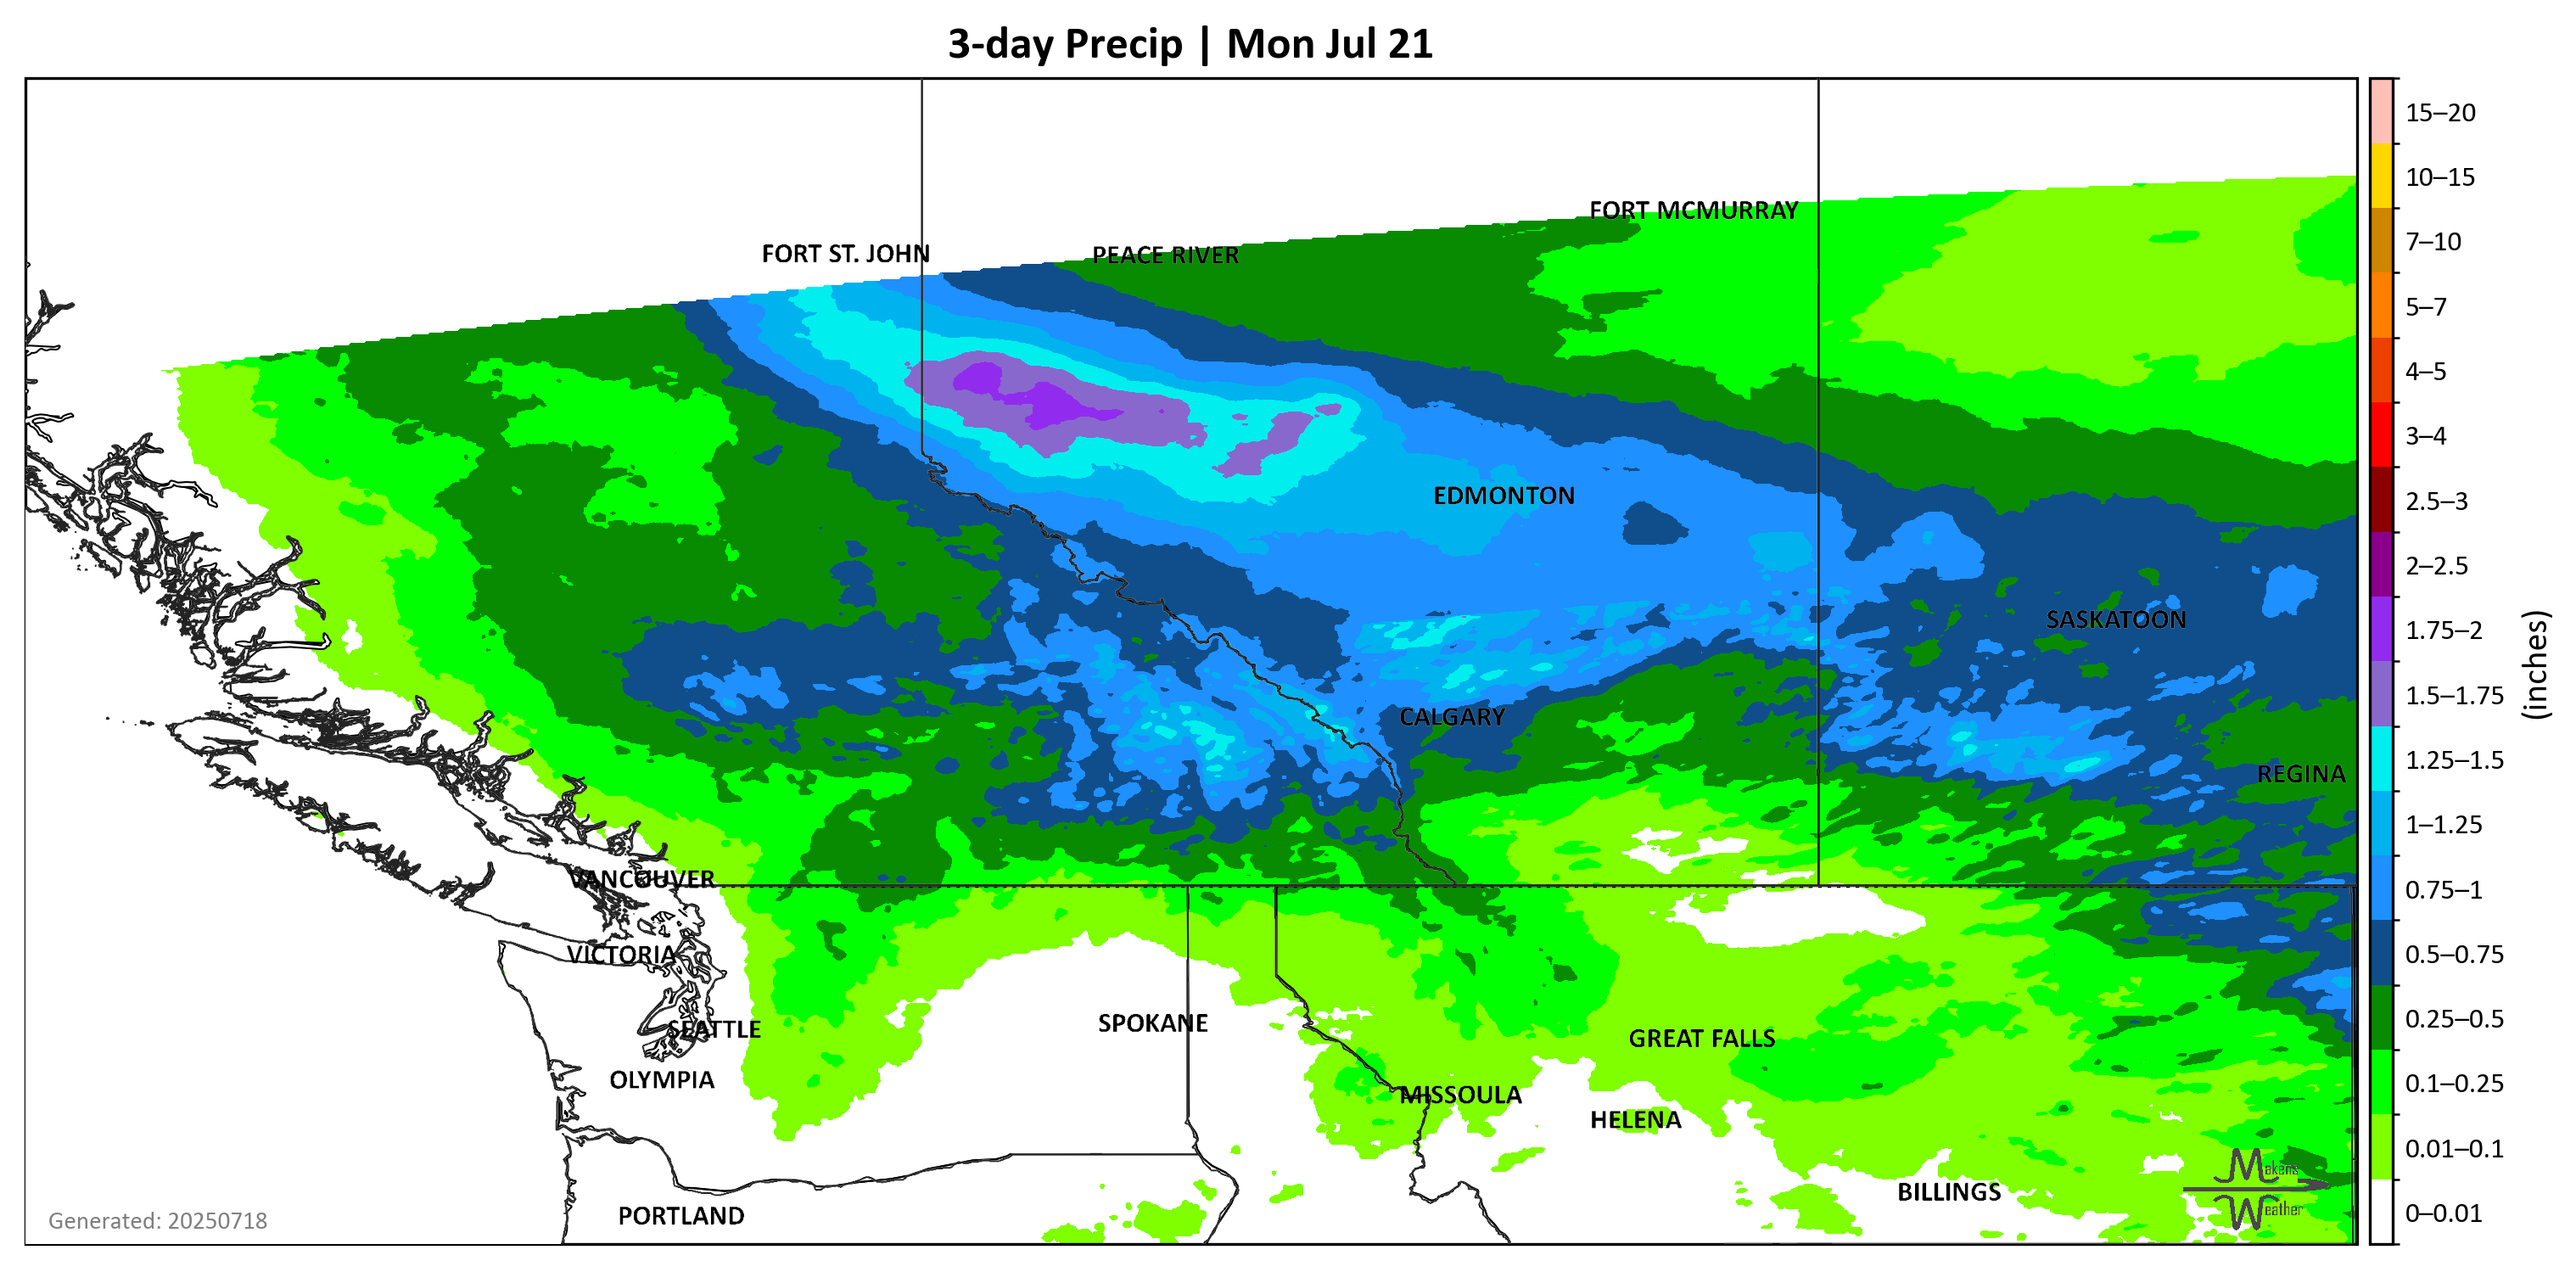 3-day Precip | Mon Jul 21
FORT MCMURRAY
FORT ST. JOHN
PEACE RIVER
EDMONTON
SASKATOON
CALGARY
REGINA
VANCOUVER
VICTORIA
SPOKANE
SEATTLE
GREAT FALLS
OLYMPIA
MISSOULA
HELENA
BILLINGS
PORTLAND
Makens
Weather
Generated: 20250718
15–20
10–15
7–10
5–7
4–5
3–4
2.5–3
2–2.5
1.75–2
1.5–1.75
1.25–1.5
1–1.25
0.75–1
0.5–0.75
0.25–0.5
0.1–0.25
0.01–0.1
0–0.01
(inches)